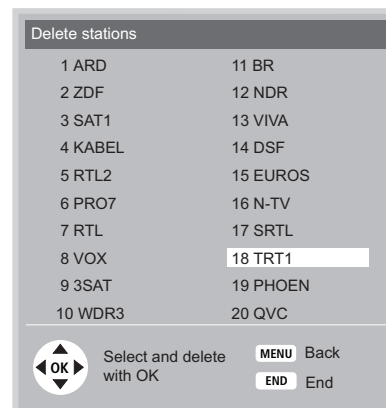 Delete stations
1 ARD
2 ZDF
3 SAT1
4 KABEL
5 RTL2
6 PRO7
7 RTL
8 VOX
9 3SAT
10 WDR3
11 BR
12 NDR
13 VIVA
14 DSF
15 EUROS
16 N-TV
17 SRTL
18 TRT1
19 PHOEN
20 QVC
OK
Select and delete
with OK
MENU Back
END End